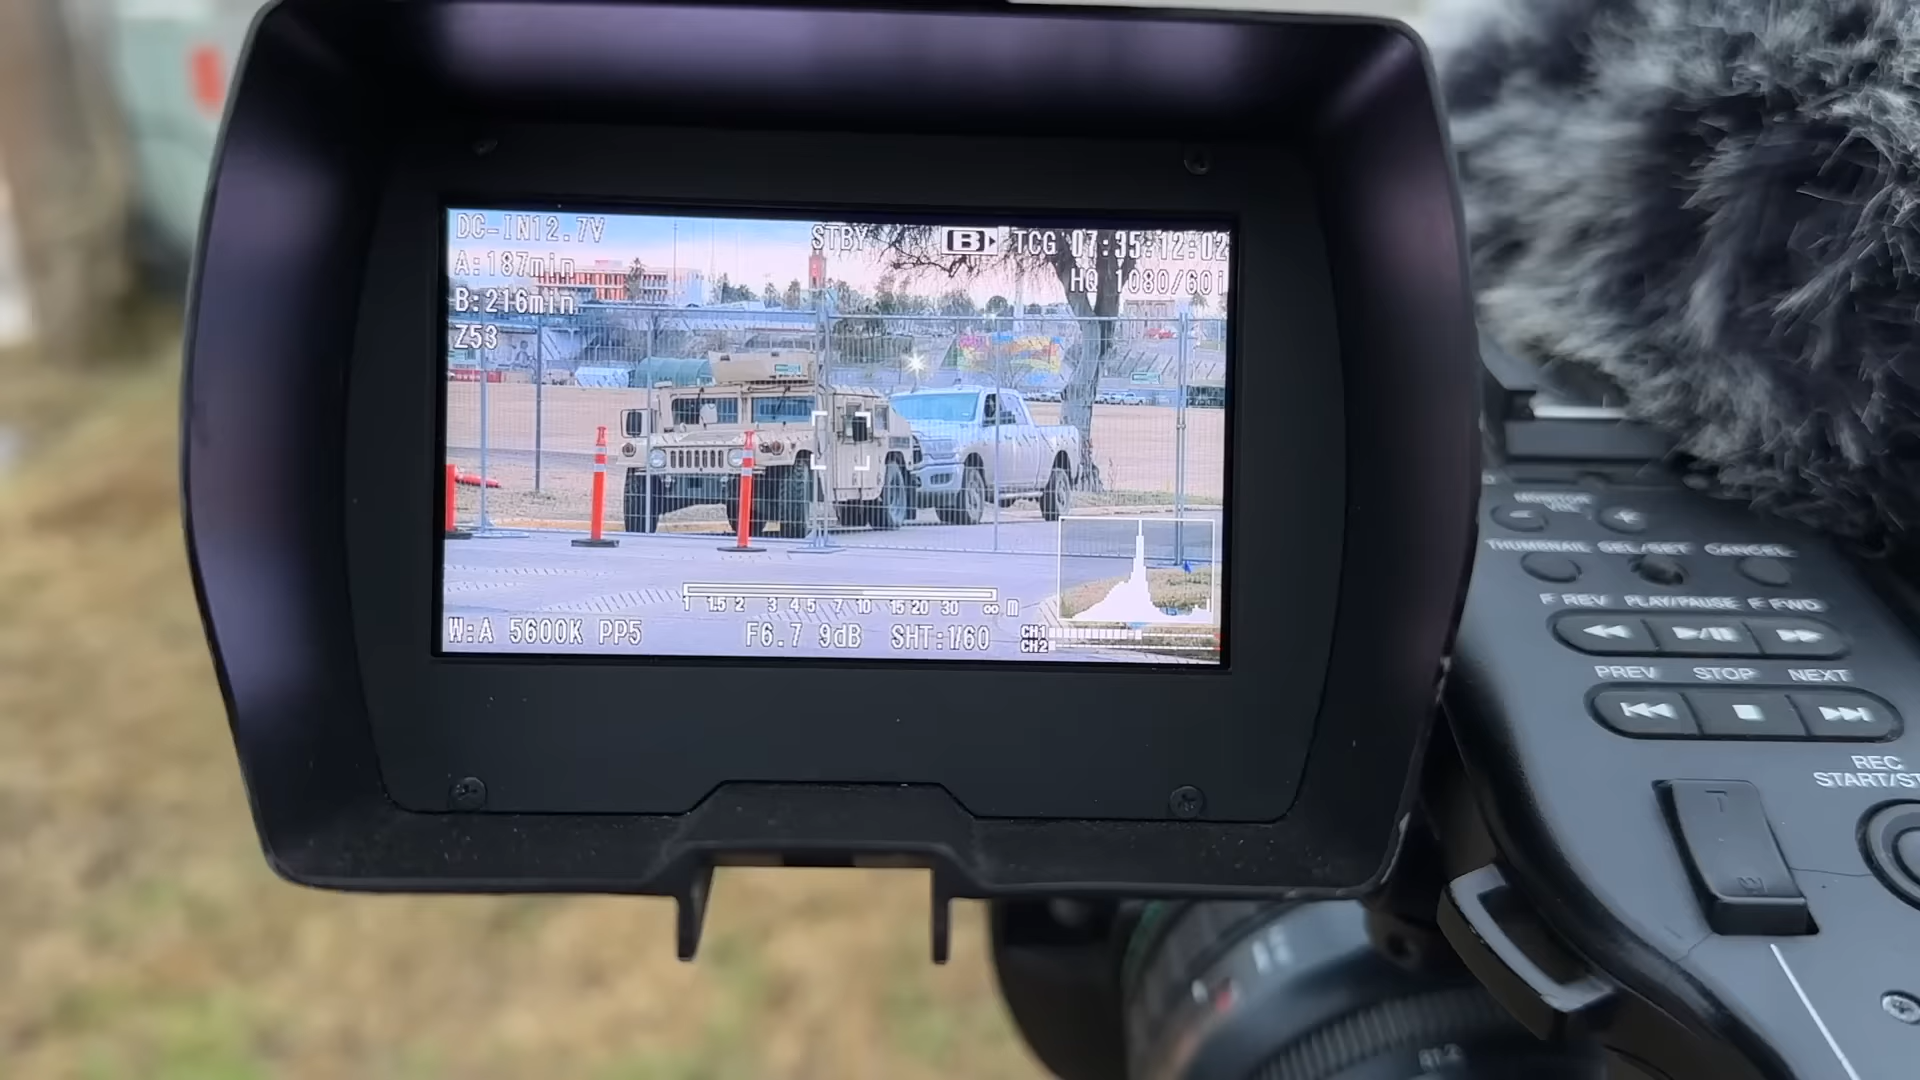 DC-IN12.7V
STBY
B
TCG 07:35:12:02
A:187min
HQ 1080/60i
B:216min
Z53
1 1.5 2 3 4 5 7 10 15 20 30 ∞ m
W:A 5600K PP5
F6.7 9dB SHT:1/60
CH1
CH2
MONITOR VOL
THUMBNAIL SEL/SET CANCEL
F REV PLAY/PAUSE F FWD
PREV STOP NEXT
REC
START/ST
T
W